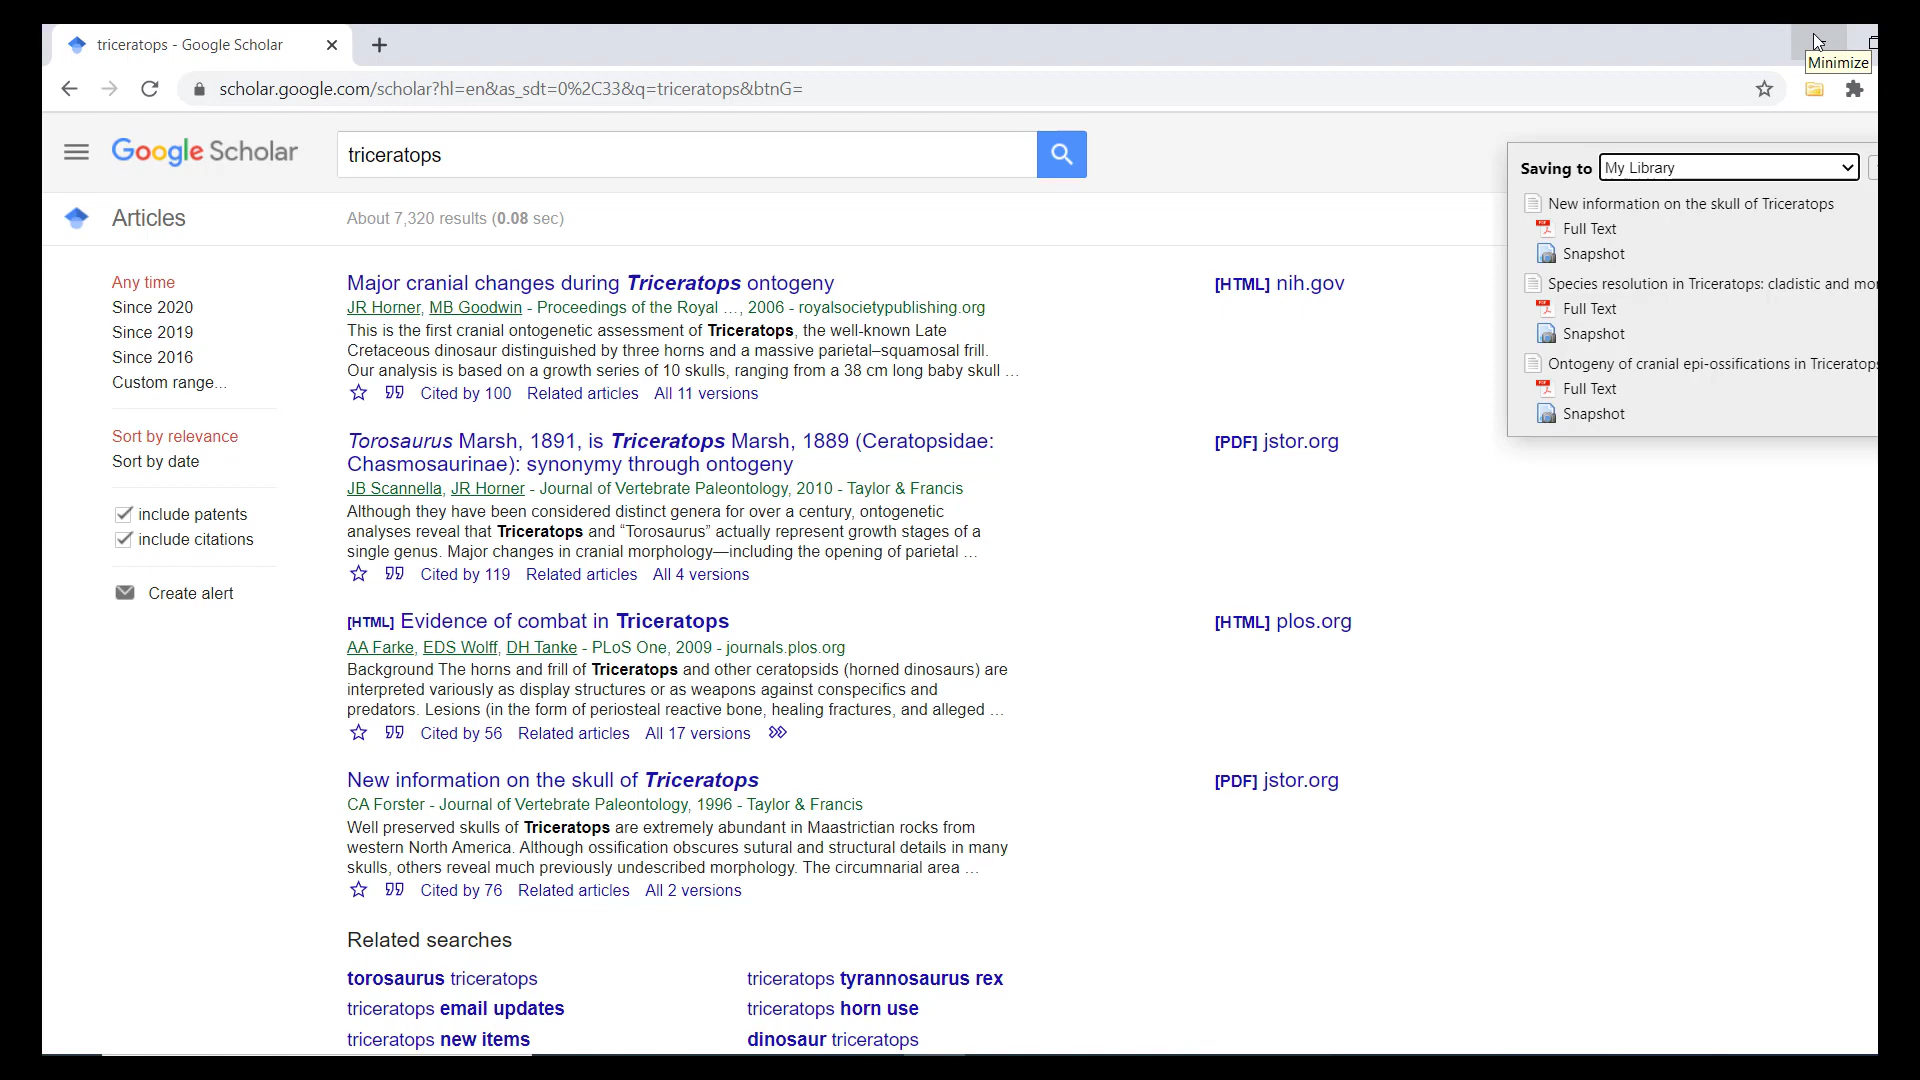 triceratops - Google Scholar
Minimize
scholar.google.com/scholar?hl=en&as_sdt=0%2C33&q=triceratops&btnG=
Google Scholar
triceratops
Saving to My Library
New information on the skull of Triceratops
Full Text
Snapshot
Species resolution in Triceratops: cladistic and mor
Full Text
Snapshot
Ontogeny of cranial epi-ossifications in Triceratops
Full Text
Snapshot
Articles
About 7,320 results (0.08 sec)
Any time
Since 2020
Since 2019
Since 2016
Custom range...
Sort by relevance
Sort by date
include patents
include citations
Create alert
Major cranial changes during Triceratops ontogeny
[HTML] nih.gov
JR Horner, MB Goodwin - Proceedings of the Royal …, 2006 - royalsocietypublishing.org
This is the first cranial ontogenetic assessment of Triceratops, the well-known Late
Cretaceous dinosaur distinguished by three horns and a massive parietal–squamosal frill.
Our analysis is based on a growth series of 10 skulls, ranging from a 38 cm long baby skull …
Cited by 100 Related articles All 11 versions
Torosaurus Marsh, 1891, is Triceratops Marsh, 1889 (Ceratopsidae:
Chasmosaurinae): synonymy through ontogeny
[PDF] jstor.org
JB Scannella, JR Horner - Journal of Vertebrate Paleontology, 2010 - Taylor & Francis
Although they have been considered distinct genera for over a century, ontogenetic
analyses reveal that Triceratops and “Torosaurus” actually represent growth stages of a
single genus. Major changes in cranial morphology—including the opening of parietal …
Cited by 119 Related articles All 4 versions
[HTML] Evidence of combat in Triceratops
[HTML] plos.org
AA Farke, EDS Wolff, DH Tanke - PLoS One, 2009 - journals.plos.org
Background The horns and frill of Triceratops and other ceratopsids (horned dinosaurs) are
interpreted variously as display structures or as weapons against conspecifics and
predators. Lesions (in the form of periosteal reactive bone, healing fractures, and alleged …
Cited by 56 Related articles All 17 versions
New information on the skull of Triceratops
[PDF] jstor.org
CA Forster - Journal of Vertebrate Paleontology, 1996 - Taylor & Francis
Well preserved skulls of Triceratops are extremely abundant in Maastrictian rocks from
western North America. Although ossification obscures sutural and structural details in many
skulls, others reveal much previously undescribed morphology. The circumnarial area …
Cited by 76 Related articles All 2 versions
Related searches
torosaurus triceratops
triceratops tyrannosaurus rex
triceratops email updates
triceratops horn use
triceratops new items
dinosaur triceratops